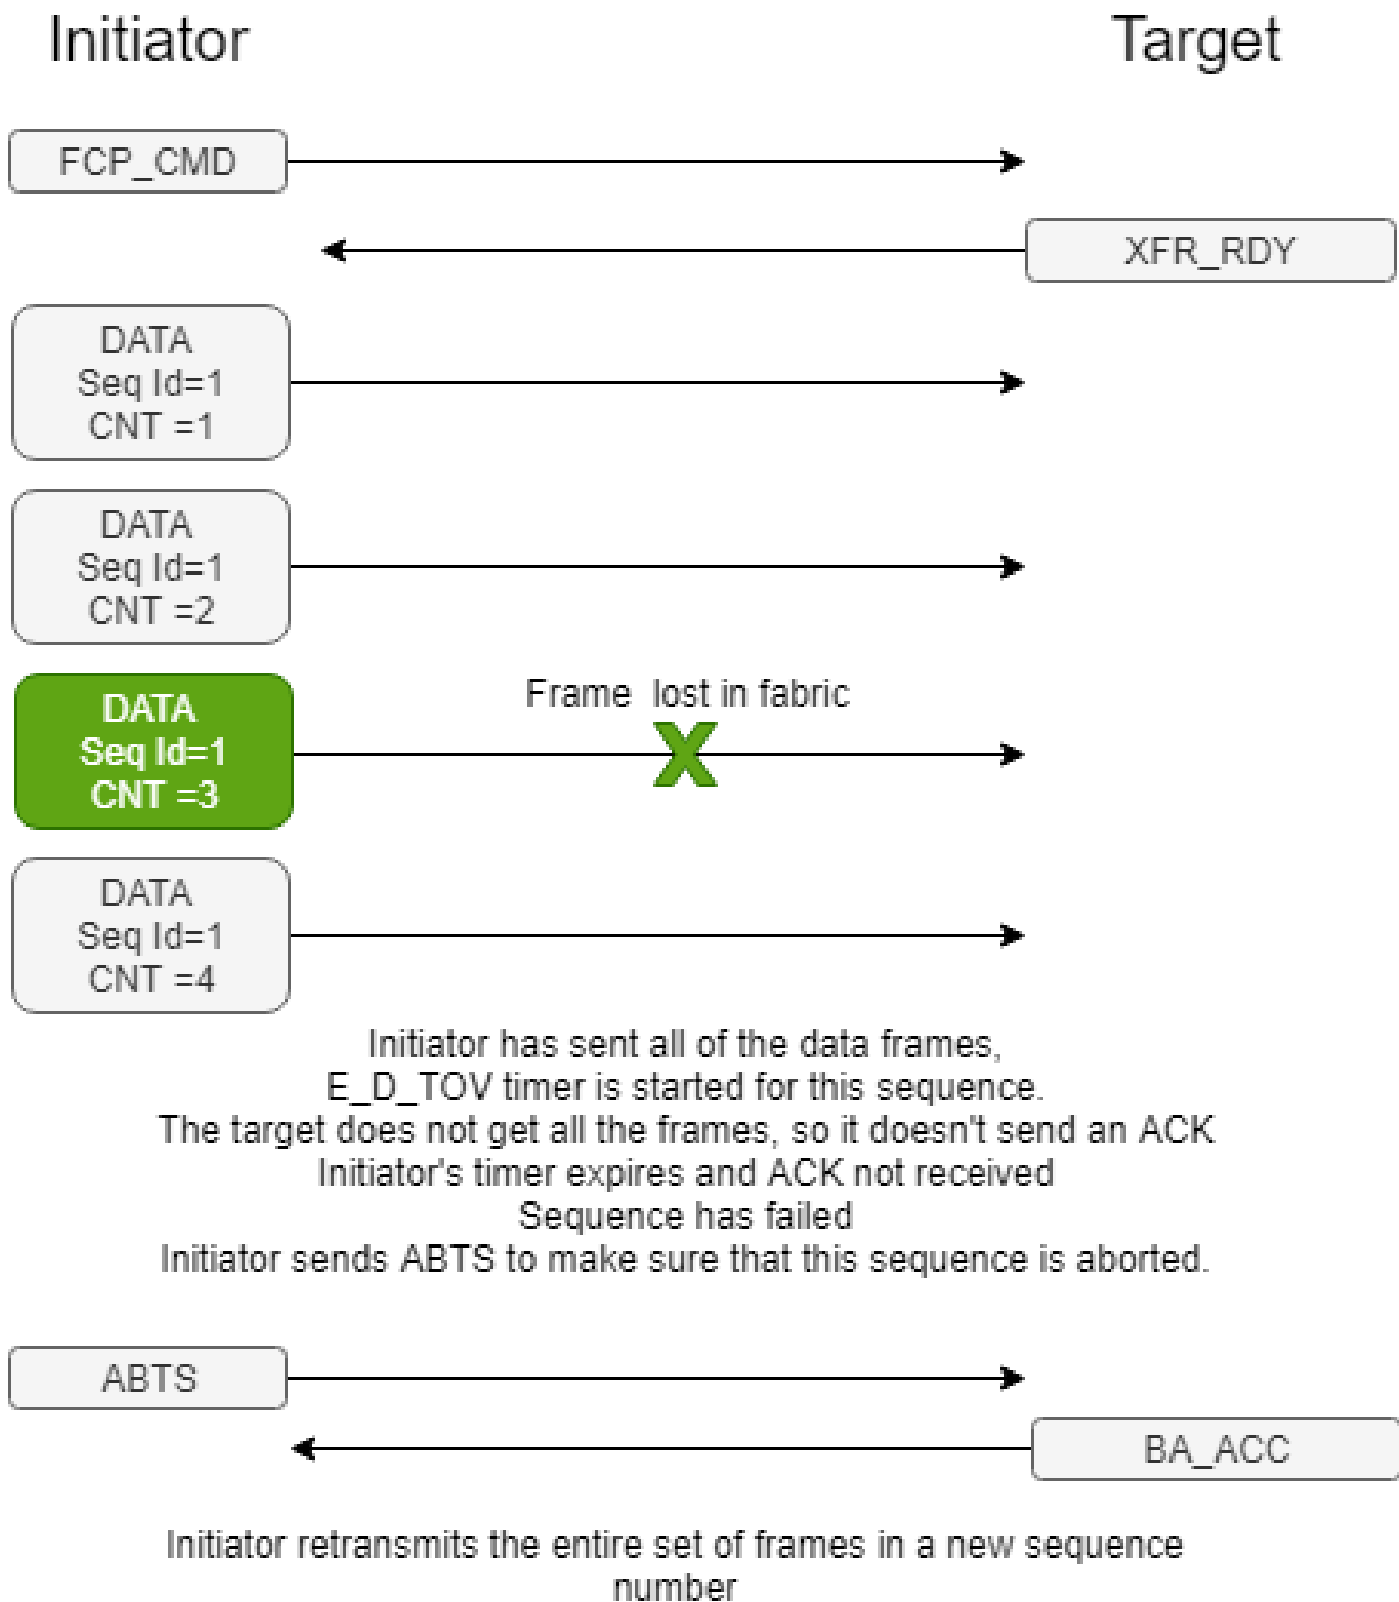 Initiator
Target
FCP_CMD
XFR_RDY
DATA
Seq Id=1
CNT =1
DATA
Seq Id=1
CNT =2
Frame lost in fabric
DATA
Seq Id=1
CNT =3
X
DATA
Seq Id=1
CNT =4
Initiator has sent all of the data frames,
E_D_TOV timer is started for this sequence.
The target does not get all the frames, so it doesn't send an ACK
Initiator's timer expires and ACK not received
Sequence has failed
Initiator sends ABTS to make sure that this sequence is aborted.
ABTS
BA_ACC
Initiator retransmits the entire set of frames in a new sequence
number